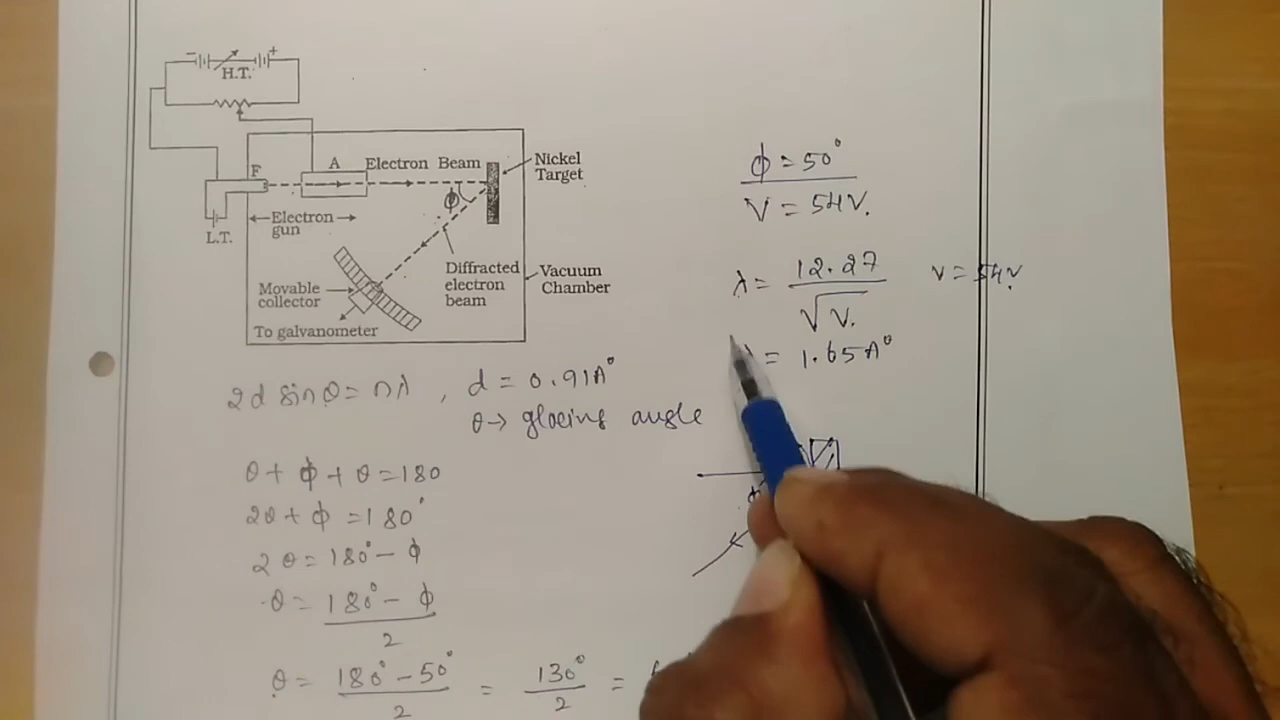 − +
H.T.
F
A
Electron Beam
Nickel
Target
ϕ
Electron
gun
L.T.
Diffracted
electron
beam
Vacuum
Chamber
Movable
collector
To galvanometer
ϕ = 50°
V = 54V.
λ = 12.27 / √V. V = 54V.
= 1.65A°
2d sinθ = nλ , d = 0.91A°
θ → glacing angle
θ + ϕ + θ = 180
2θ + ϕ = 180°
2θ = 180° − ϕ
θ = 180° − ϕ / 2
θ = 180° − 50° / 2 = 130° / 2 =